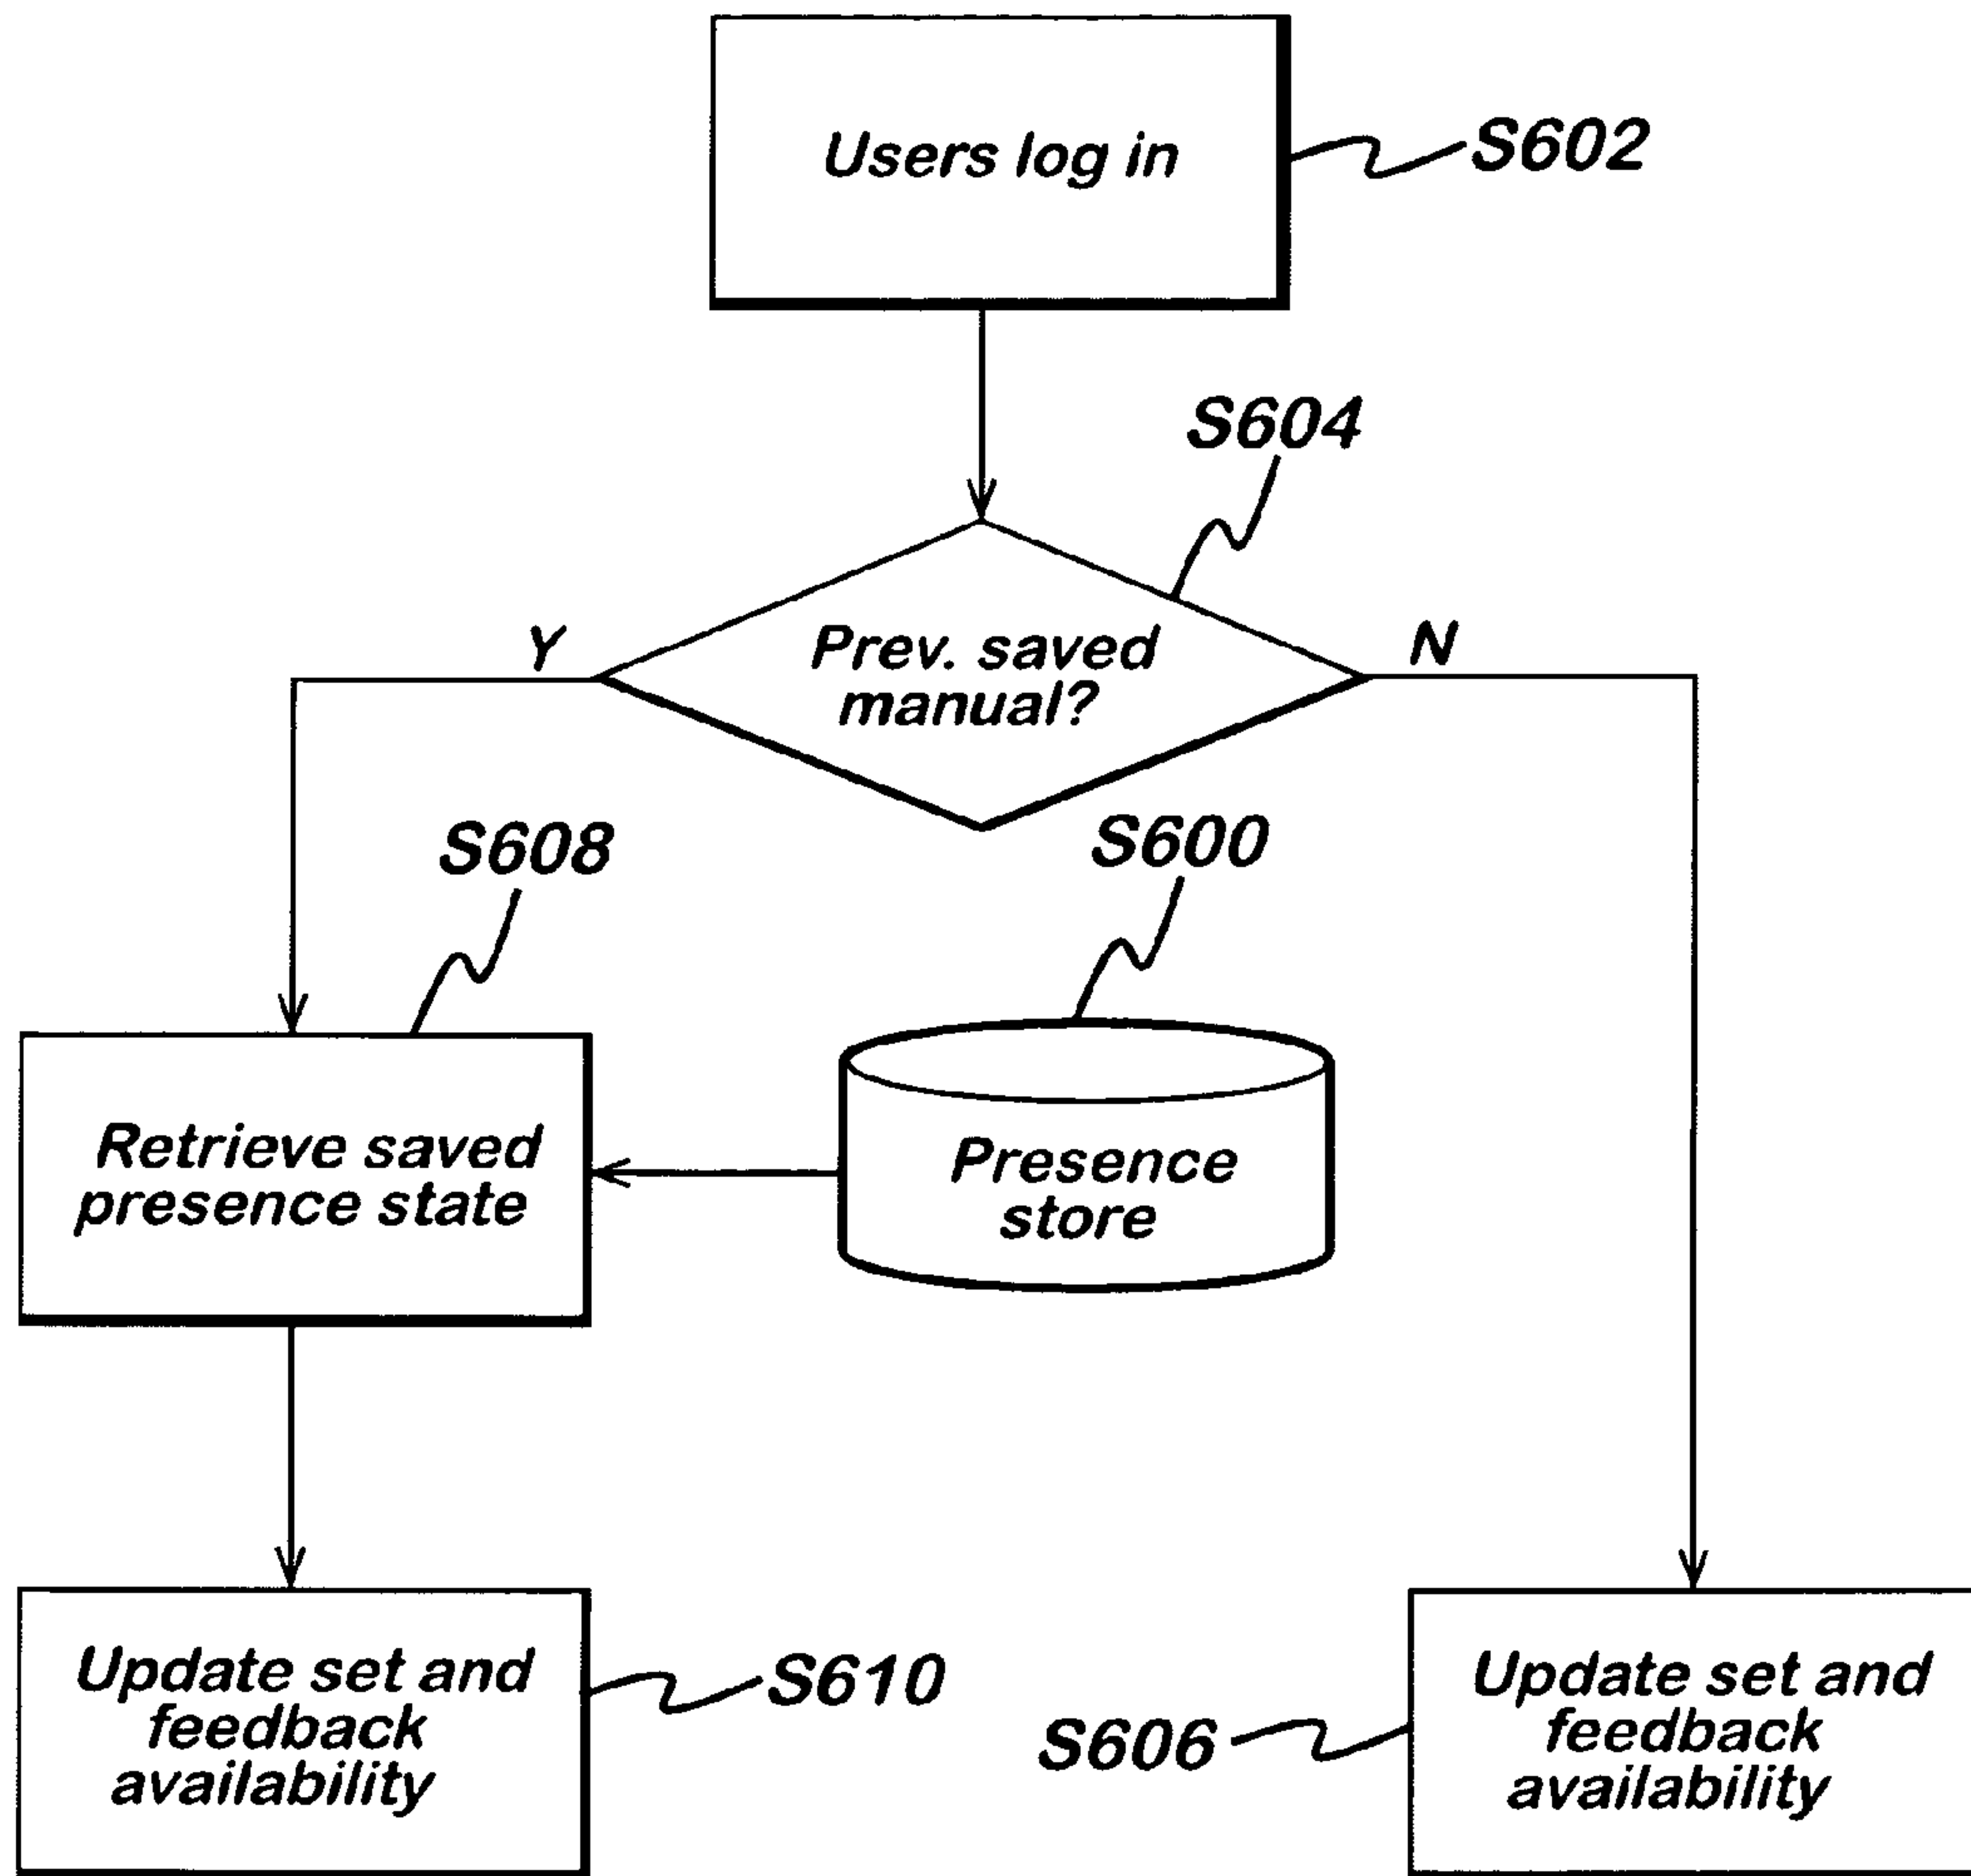 Users log in
S602
S604
Y
Prev. saved
manual?
N
S608
S600
Retrieve saved
presence state
Presence
store
Update set and
feedback
availability
S610
S606
Update set and
feedback
availability